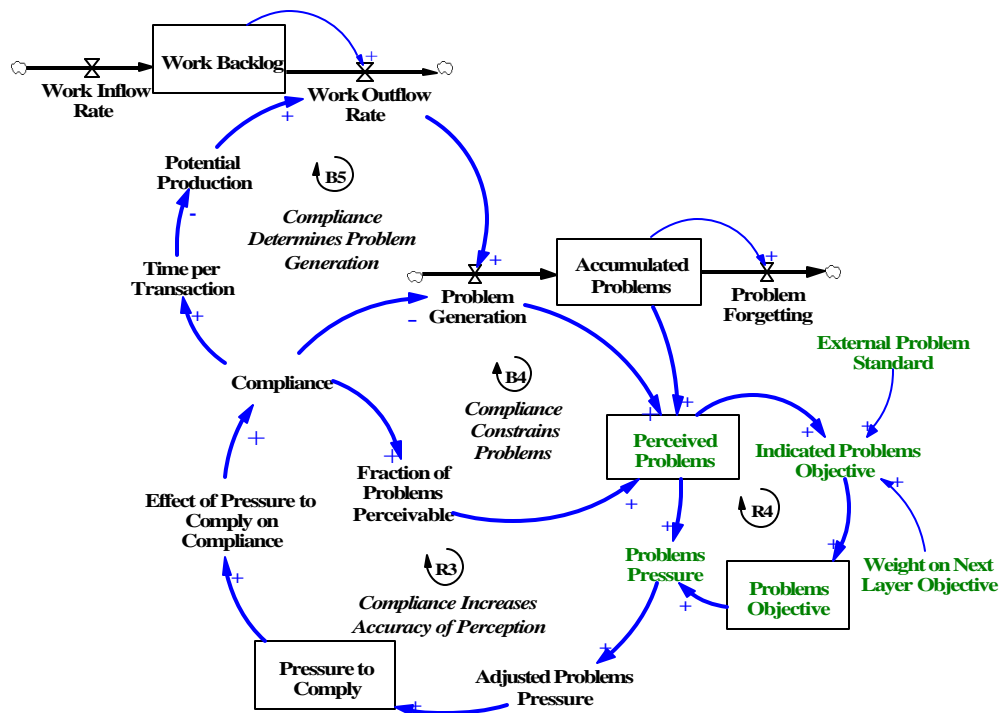 Work Backlog
+
Work Inflow
Rate
Work Outflow
Rate
+
Potential
Production
B5
-
Compliance
Determines Problem
Generation
+
Accumulated
Problems
+
Time per
Transaction
Problem
Generation
Problem
Forgetting
+
-
External Problem
Standard
Compliance
B4
Compliance
Constrains
Problems
+
+
+
+
Perceived
Problems
Indicated Problems
Objective
+
+
Fraction of
Problems
Perceivable
+
+
Effect of Pressure to
Comply on
Compliance
+
R4
+
+
Problems
Pressure
Weight on Next
Layer Objective
R3
+
Problems
Objective
+
Compliance Increases
Accuracy of Perception
+
Pressure to
Comply
Adjusted Problems
Pressure
+